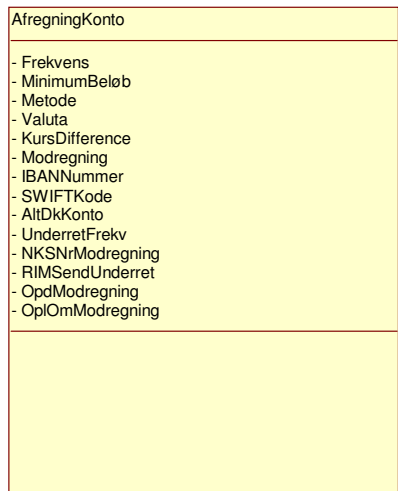 AfregningKonto
- Frekvens
- MinimumBeløb
- Metode
- Valuta
- KursDifference
- Modregning
- IBANNummer
- SWIFTKode
- AltDkKonto
- UnderretFrekv
- NKSNrModregning
- RIMSendUnderret
- OpdModregning
- OplOmModregning